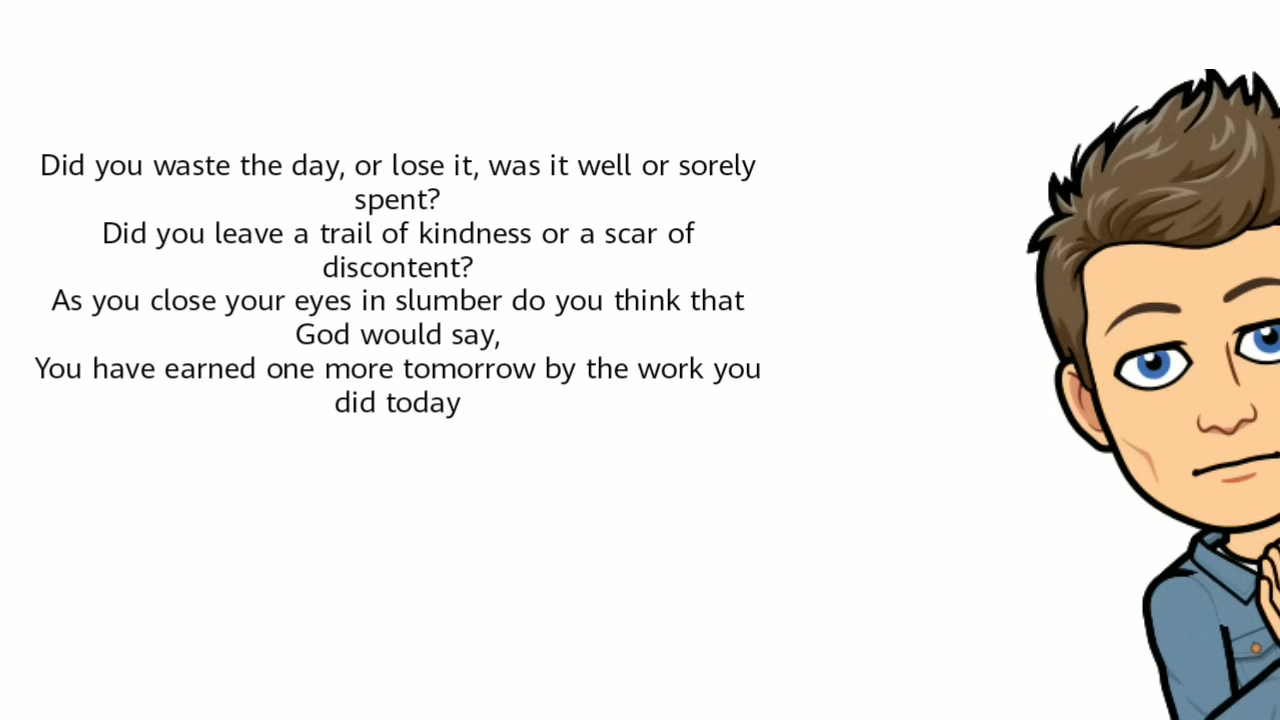 Did you waste the day, or lose it, was it well or sorely
spent?
Did you leave a trail of kindness or a scar of
discontent?
As you close your eyes in slumber do you think that
God would say,
You have earned one more tomorrow by the work you
did today